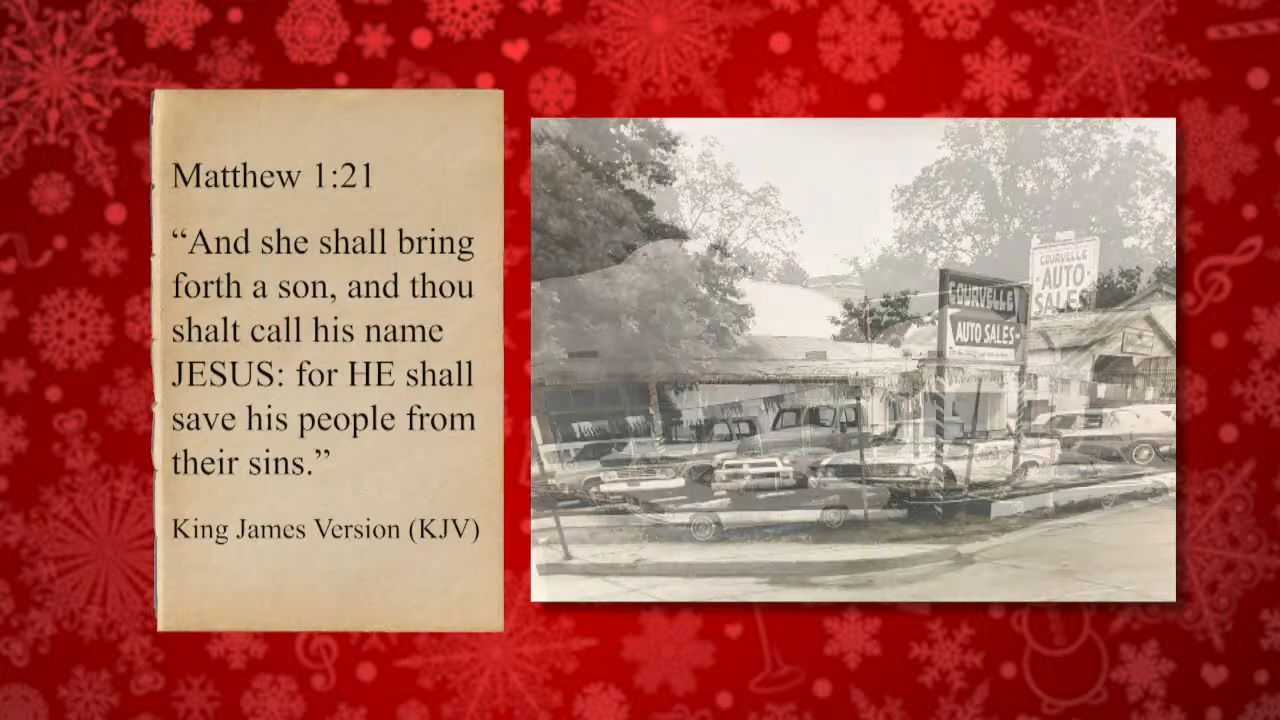 Matthew 1:21
“And she shall bring
forth a son, and thou
shalt call his name
JESUS: for HE shall
save his people from
their sins.”
King James Version (KJV)
COURVELLE
AUTO SALES
COURVELLE
AUTO
SALES